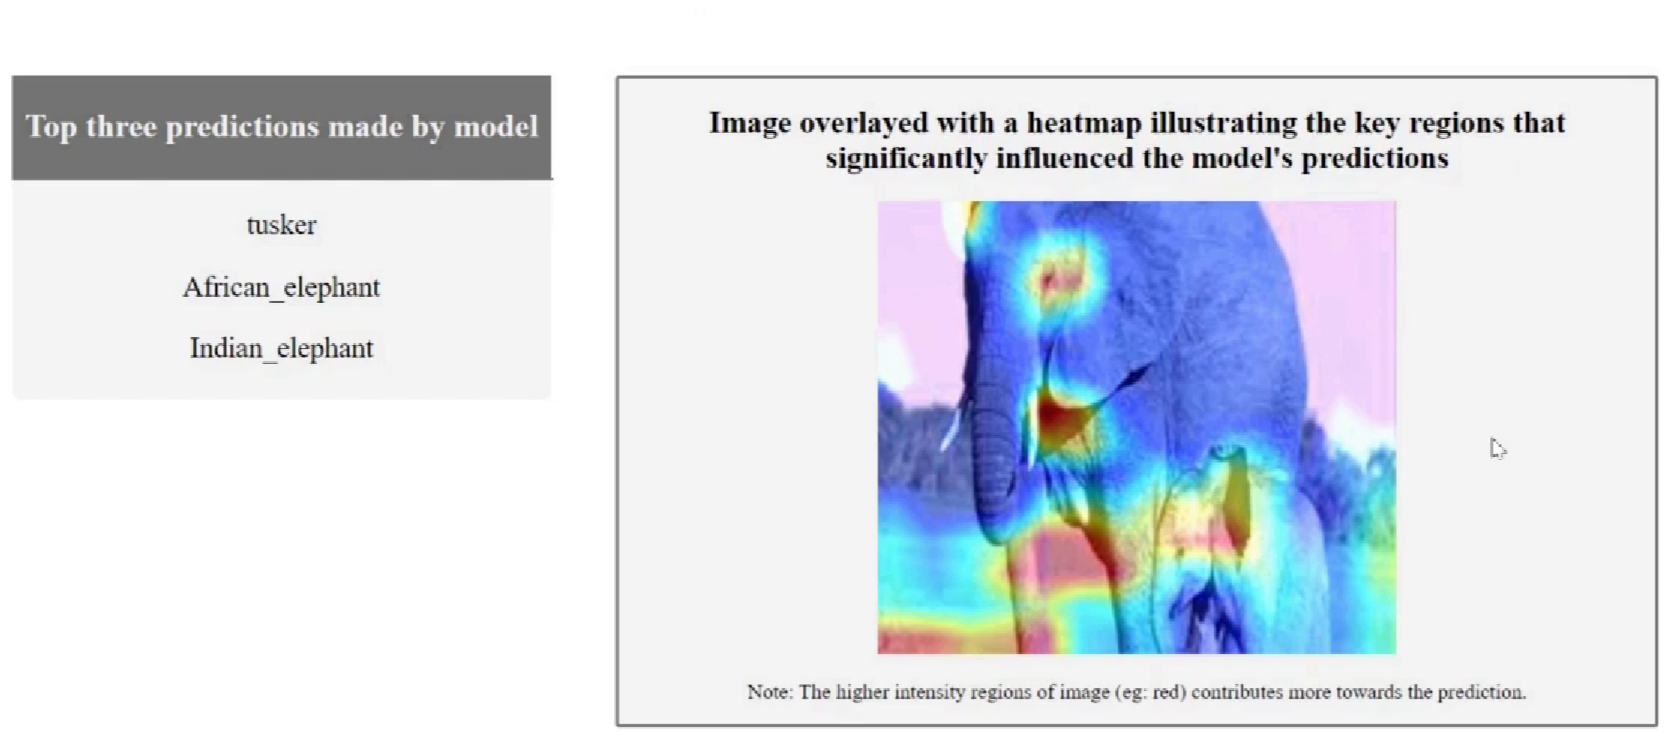 Top three predictions made by model
tusker
African_elephant
Indian_elephant
Image overlayed with a heatmap illustrating the key regions that
significantly influenced the model's predictions
Note: The higher intensity regions of image (eg: red) contributes more towards the prediction.